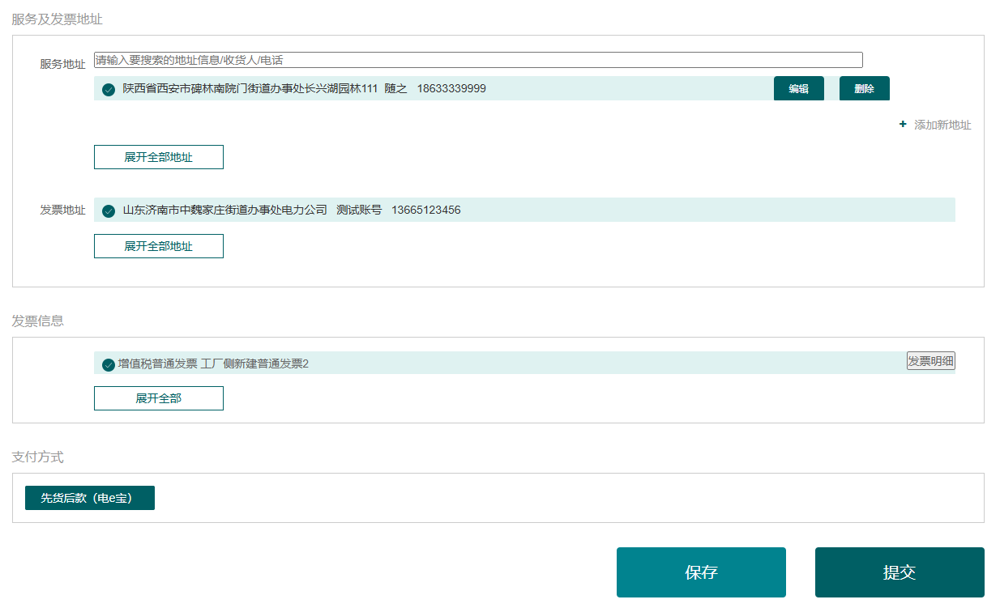 服务及发票地址
服务地址 请输入要搜索的地址信息/收货人/电话
陕西省西安市碑林南院门街道办事处长兴湖园林111 随之 18633339999 编辑 删除
+ 添加新地址
展开全部地址
发票地址 山东济南市中魏家庄街道办事处电力公司 测试账号 13665123456
展开全部地址
发票信息
增值税普通发票 工厂侧新建普通发票2 发票明细
展开全部
支付方式
先货后款（电e宝）
保存 提交